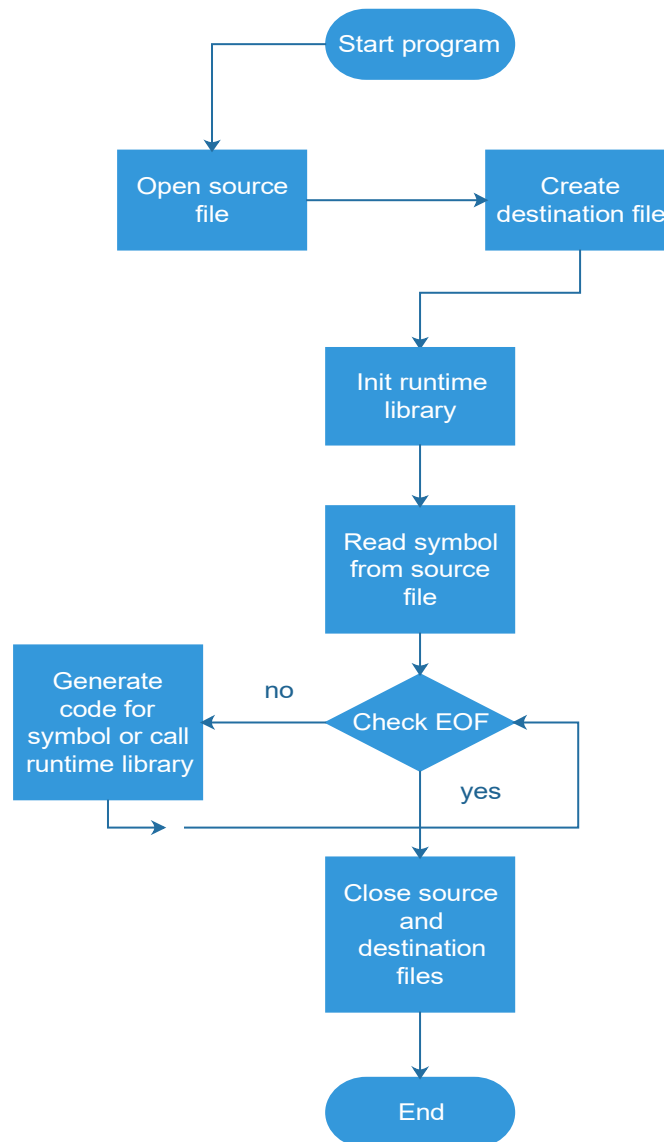 Start program
Open source
file
Create
destination file
Init runtime
library
Read symbol
from source
file
Generate
code for
symbol or call
runtime library
no
Check EOF
yes
Close source
and
destination
files
End